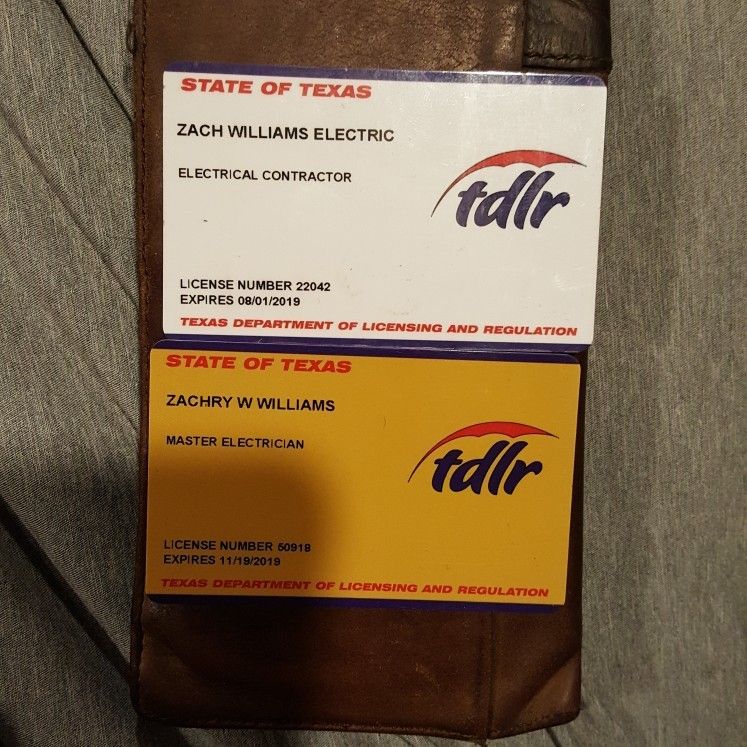 STATE OF TEXAS
ZACH WILLIAMS ELECTRIC
ELECTRICAL CONTRACTOR
tdlr
LICENSE NUMBER 22042
EXPIRES 08/01/2019
TEXAS DEPARTMENT OF LICENSING AND REGULATION
STATE OF TEXAS
ZACHRY W WILLIAMS
MASTER ELECTRICIAN
tdlr
LICENSE NUMBER 50918
EXPIRES 11/19/2019
TEXAS DEPARTMENT OF LICENSING AND REGULATION